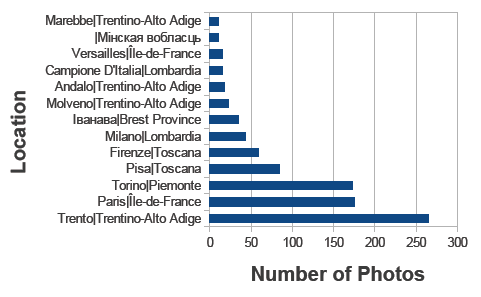 Marebbe|Trentino-Alto Adige
|Мінская вобласць
Versailles|Île-de-France
Campione D'Italia|Lombardia
Andalo|Trentino-Alto Adige
Molveno|Trentino-Alto Adige
Іванава|Brest Province
Milano|Lombardia
Firenze|Toscana
Pisa|Toscana
Torino|Piemonte
Paris|Île-de-France
Trento|Trentino-Alto Adige
Location
0 50 100 150 200 250 300
Number of Photos